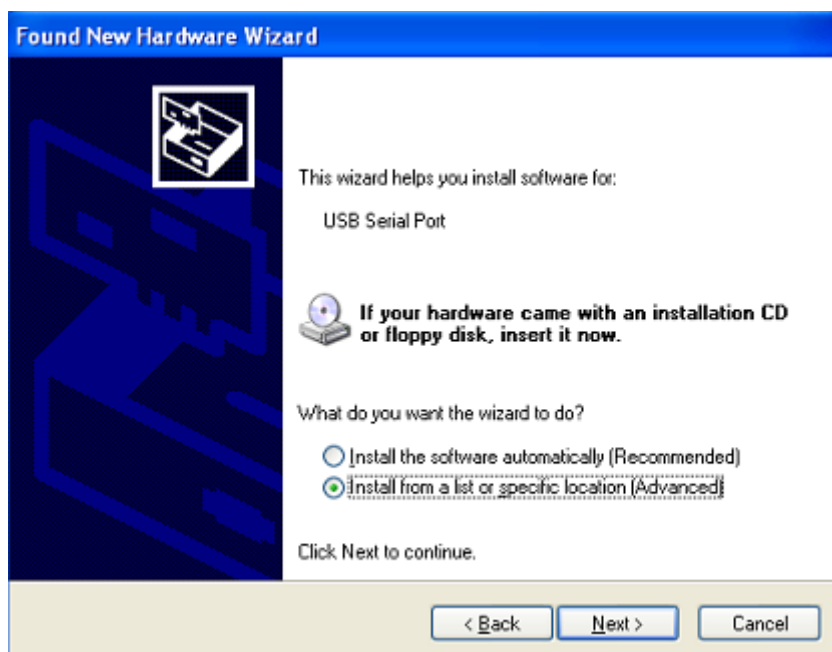 Found New Hardware Wizard
This wizard helps you install software for:
USB Serial Port
If your hardware came with an installation CD
or floppy disk, insert it now.
What do you want the wizard to do?
Install the software automatically (Recommended)
Install from a list or specific location (Advanced)
Click Next to continue.
< Back Next > Cancel